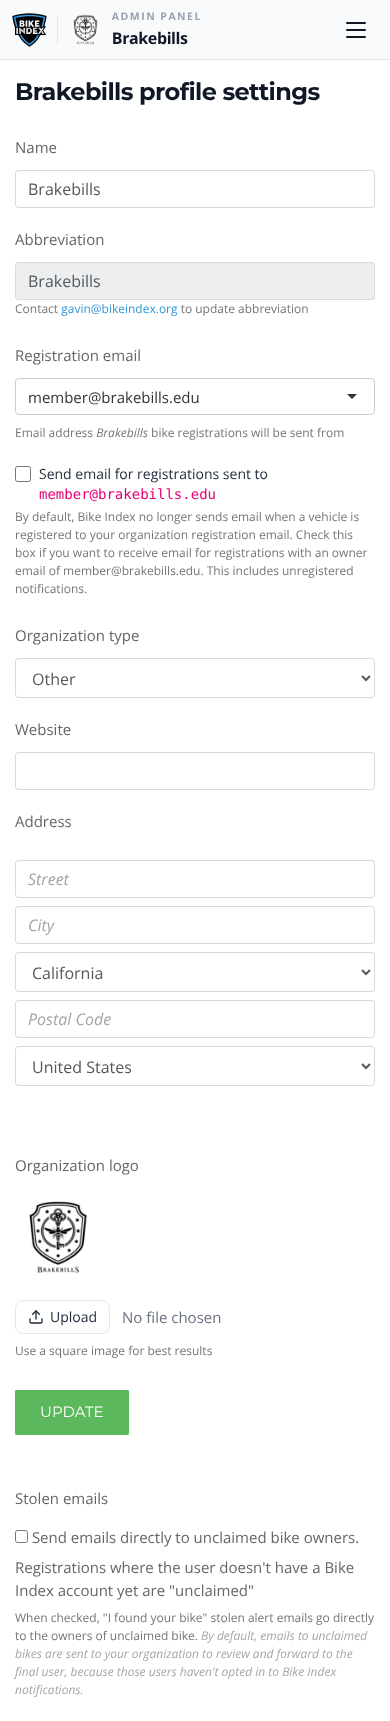 BIKE
INDEX
BRAKEBILLS
ADMIN PANEL
Brakebills
Brakebills profile settings
Name
Brakebills
Abbreviation
Brakebills
Contact gavin@bikeindex.org to update abbreviation
Registration email
member@brakebills.edu
Email address Brakebills bike registrations will be sent from
Send email for registrations sent to
member@brakebills.edu
By default, Bike Index no longer sends email when a vehicle is
registered to your organization registration email. Check this
box if you want to receive email for registrations with an owner
email of member@brakebills.edu. This includes unregistered
notifications.
Organization type
Other
Website
Address
Street
City
California
Postal Code
United States
Organization logo
BRAKEBILLS
Upload No file chosen
Use a square image for best results
UPDATE
Stolen emails
Send emails directly to unclaimed bike owners.
Registrations where the user doesn't have a Bike
Index account yet are "unclaimed"
When checked, "I found your bike" stolen alert emails go directly
to the owners of unclaimed bike. By default, emails to unclaimed
bikes are sent to your organization to review and forward to the
final user, because those users haven't opted in to Bike Index
notifications.